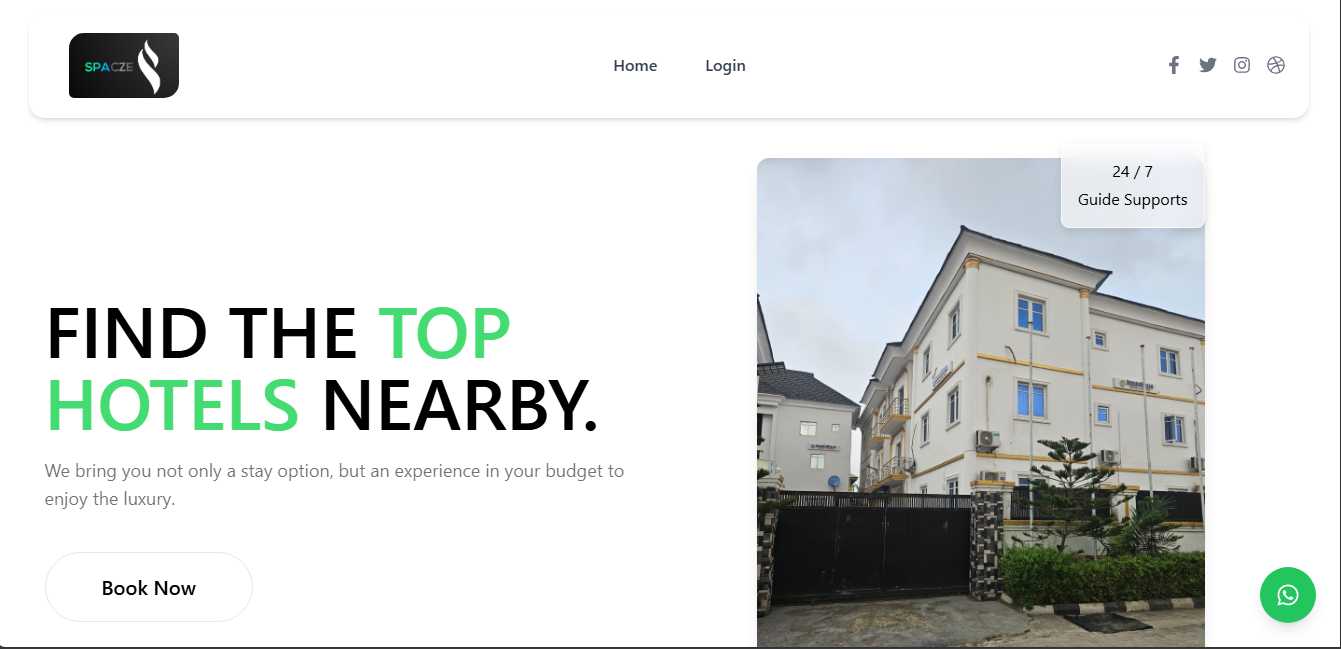 SPACZE
Home
Login
24 / 7
Guide Supports
FIND THE TOP
HOTELS NEARBY.
We bring you not only a stay option, but an experience in your budget to
enjoy the luxury.
Book Now